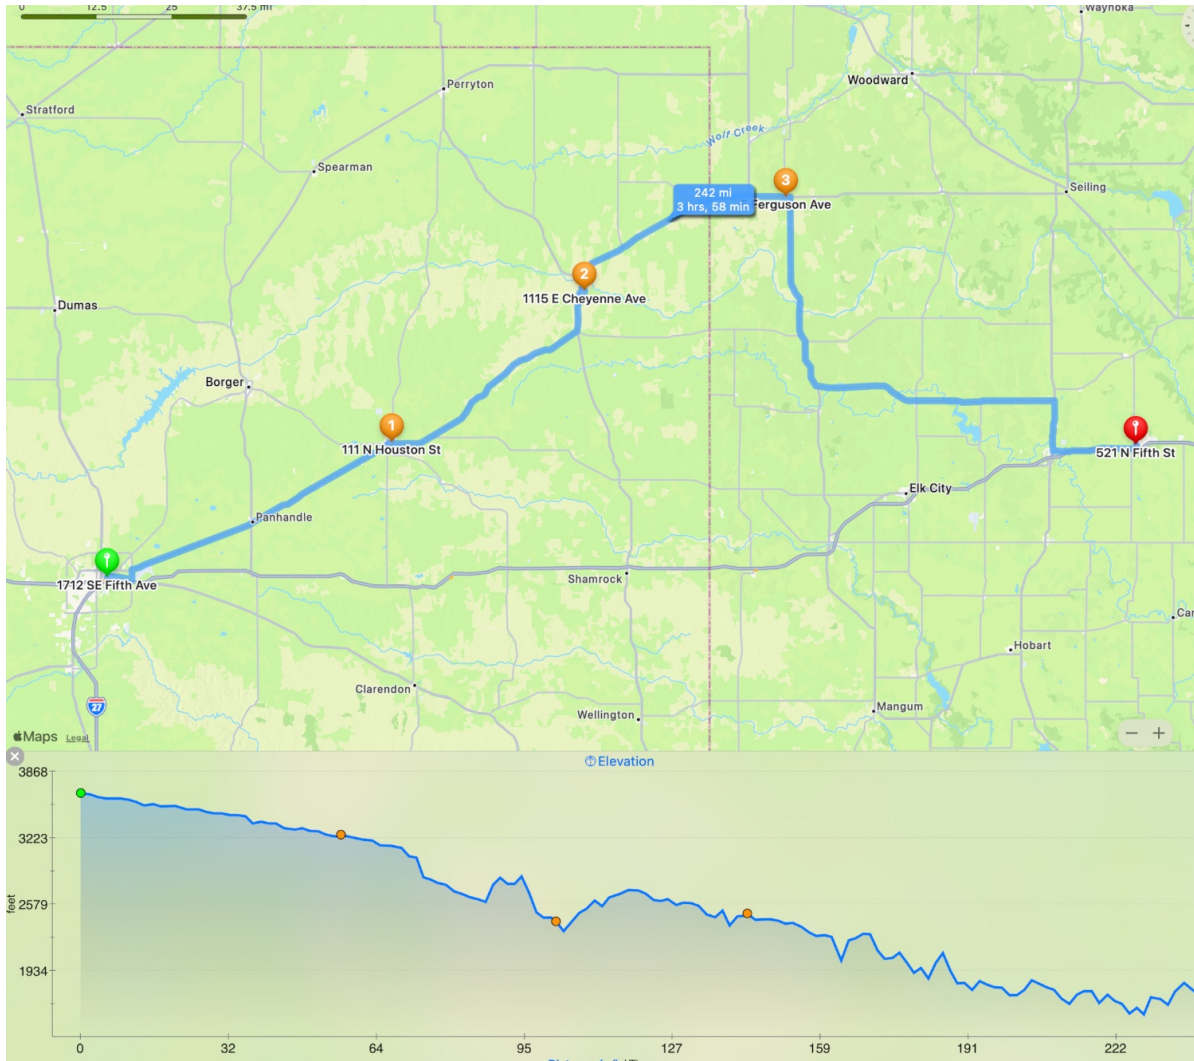 0 12.5 25 37.5 mi
Waynoka
Woodward
Perryton
Stratford
Wolf Creek
Spearman
Seiling
242 mi
3 hrs, 58 min
3
Ferguson Ave
2
1115 E Cheyenne Ave
Dumas
Borger
1
111 N Houston St
521 N Fifth St
Elk City
Panhandle
1712 SE Fifth Ave
Shamrock
Hobart
Clarendon
27
Mangum
Wellington
Maps Legal
− +
Elevation
3868
3223
2579
feet
1934
0 32 64 95 127 159 191 222